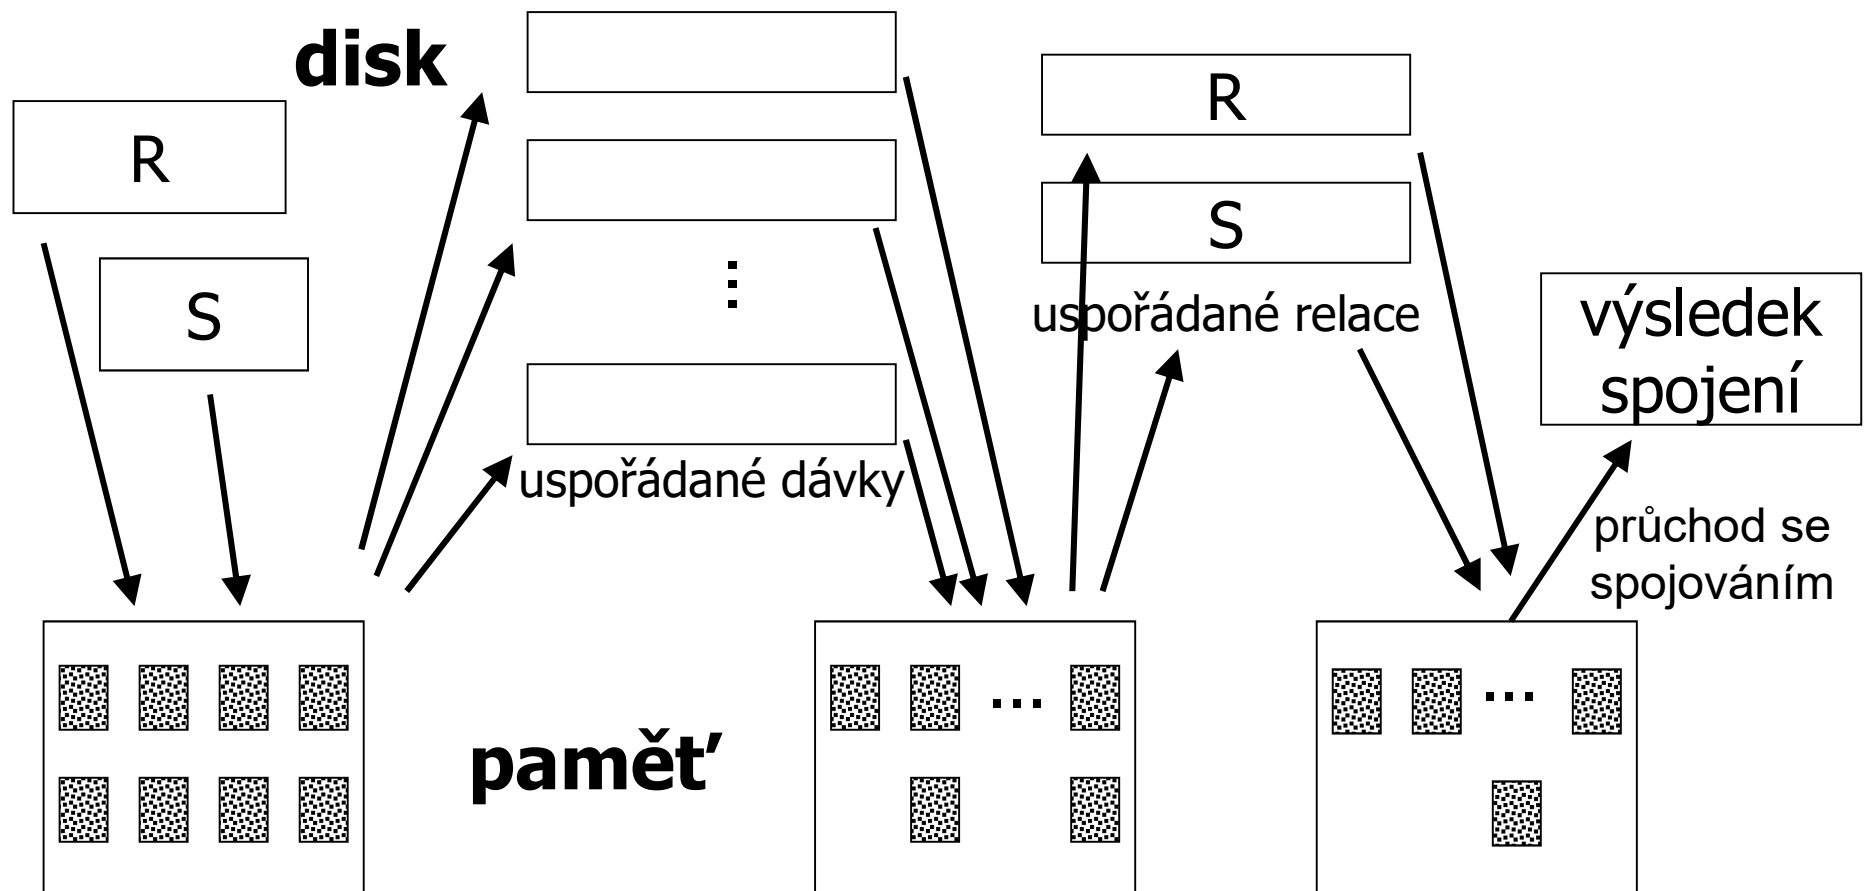 disk
R
S
uspořádané dávky
R
S
uspořádané relace
výsledek
spojení
průchod se
spojováním
paměť